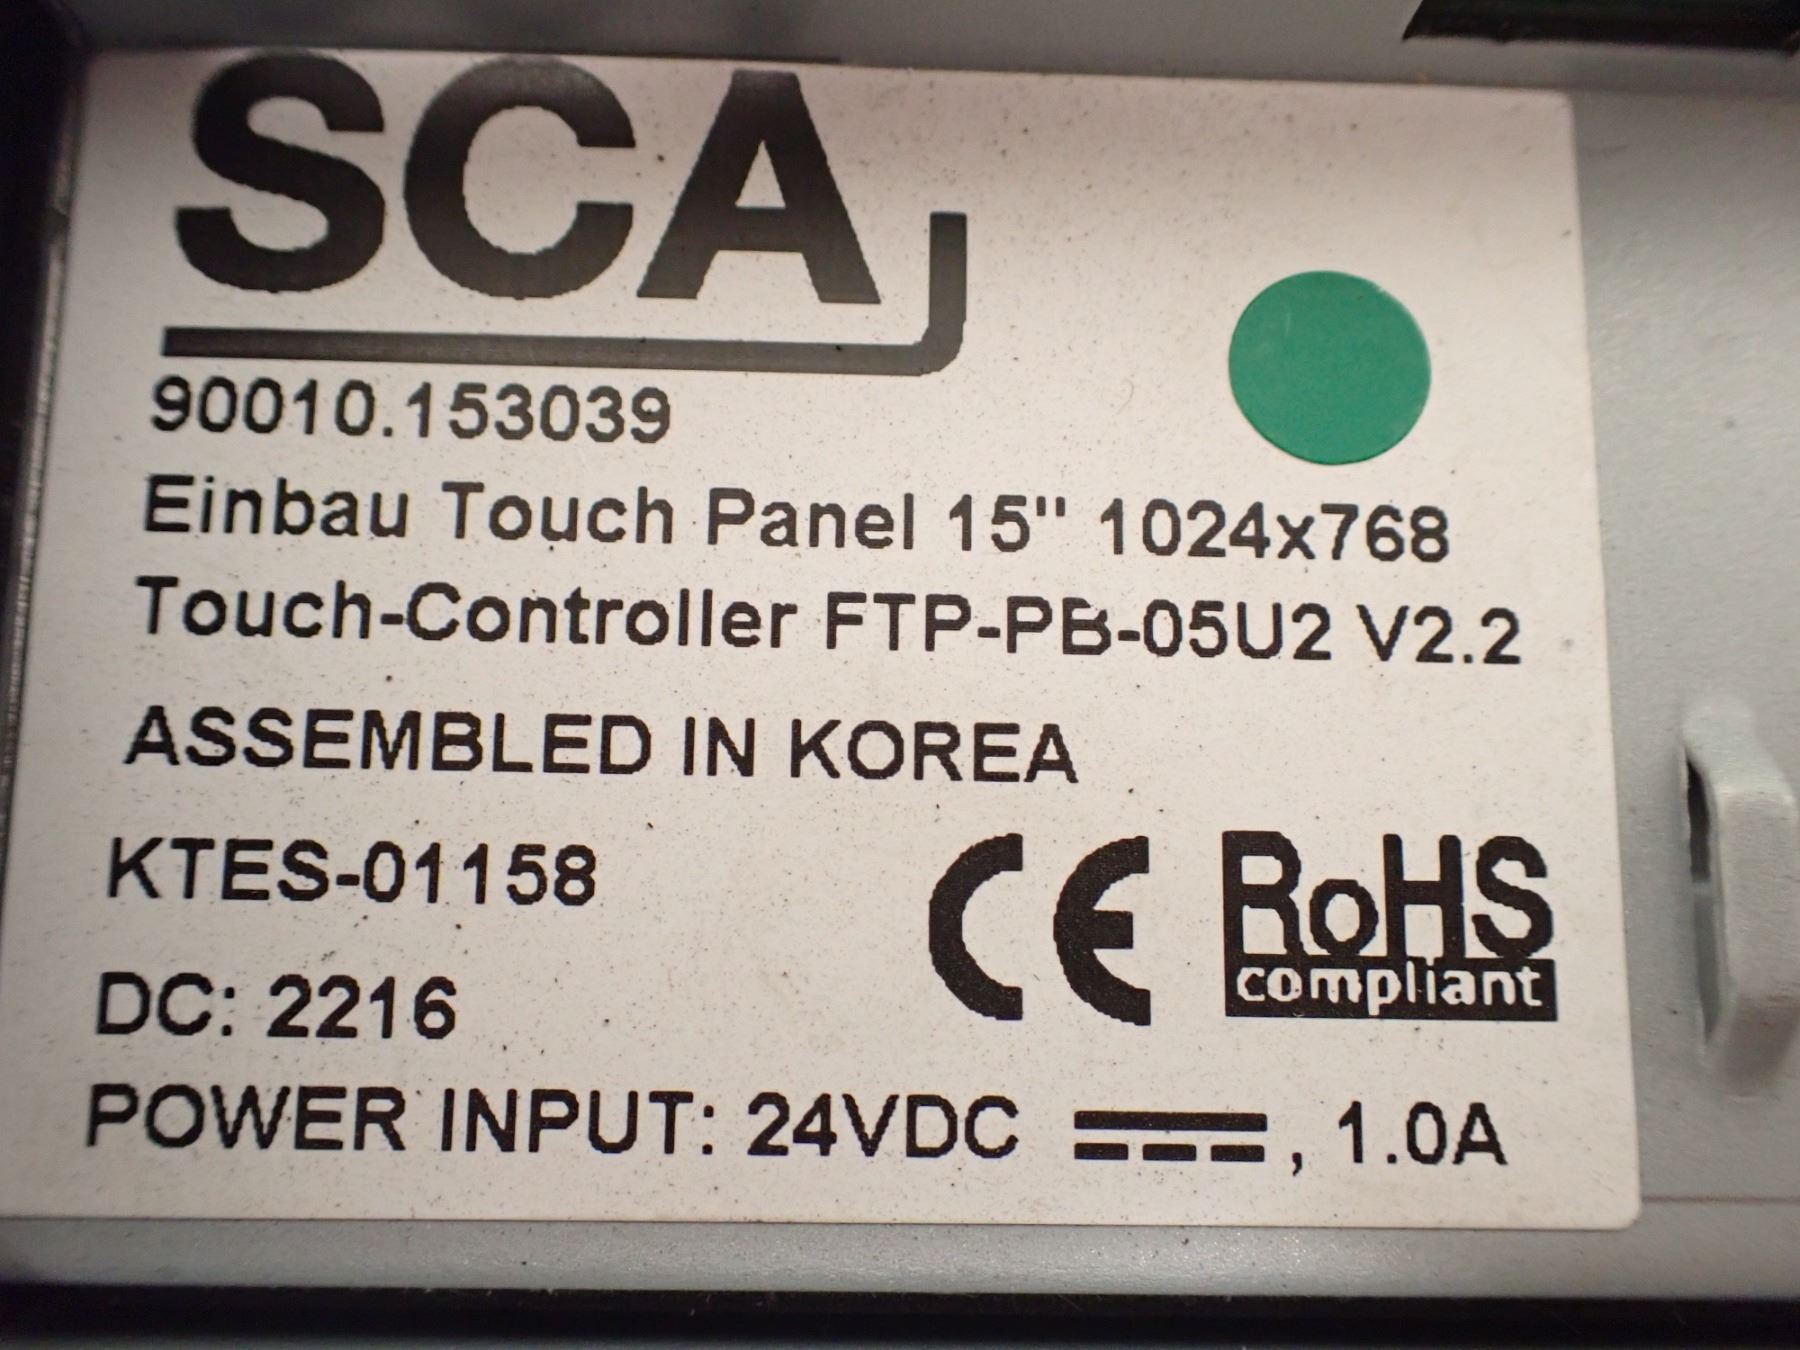 SCA
90010.153039
Einbau Touch Panel 15" 1024x768
Touch-Controller FTP-PB-05U2 V2.2
ASSEMBLED IN KOREA
KTES-01158
CE RoHS
compliant
DC: 2216
POWER INPUT: 24VDC ⎓, 1.0A